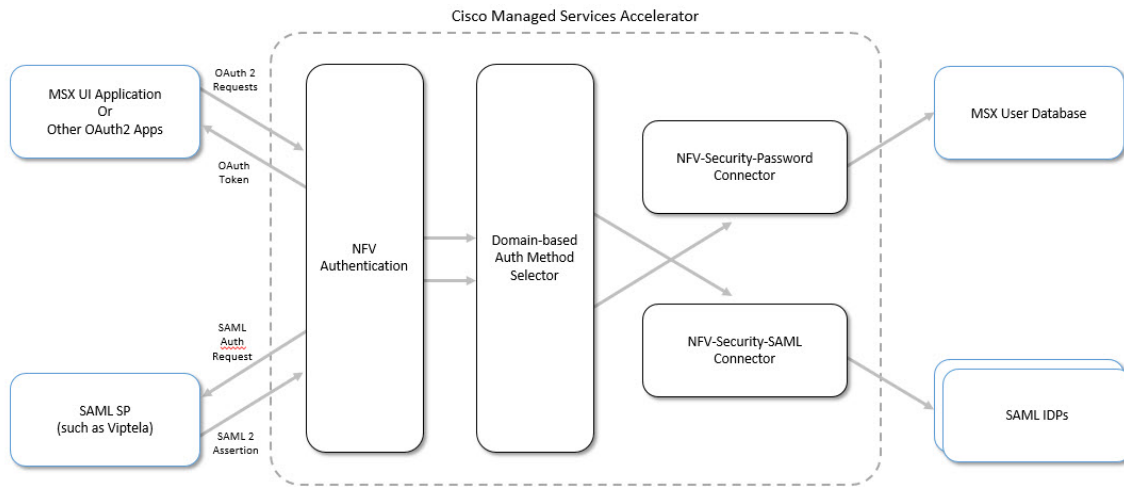 Cisco Managed Services Accelerator
MSX UI Application
Or
Other OAuth2 Apps
OAuth 2
Requests
OAuth
Token
NFV
Authentication
Domain-based
Auth Method
Selector
NFV-Security-Password
Connector
MSX User Database
SAML
Auth
Request
SAML SP
(such as Viptela)
SAML 2
Assertion
NFV-Security-SAML
Connector
SAML IDPs